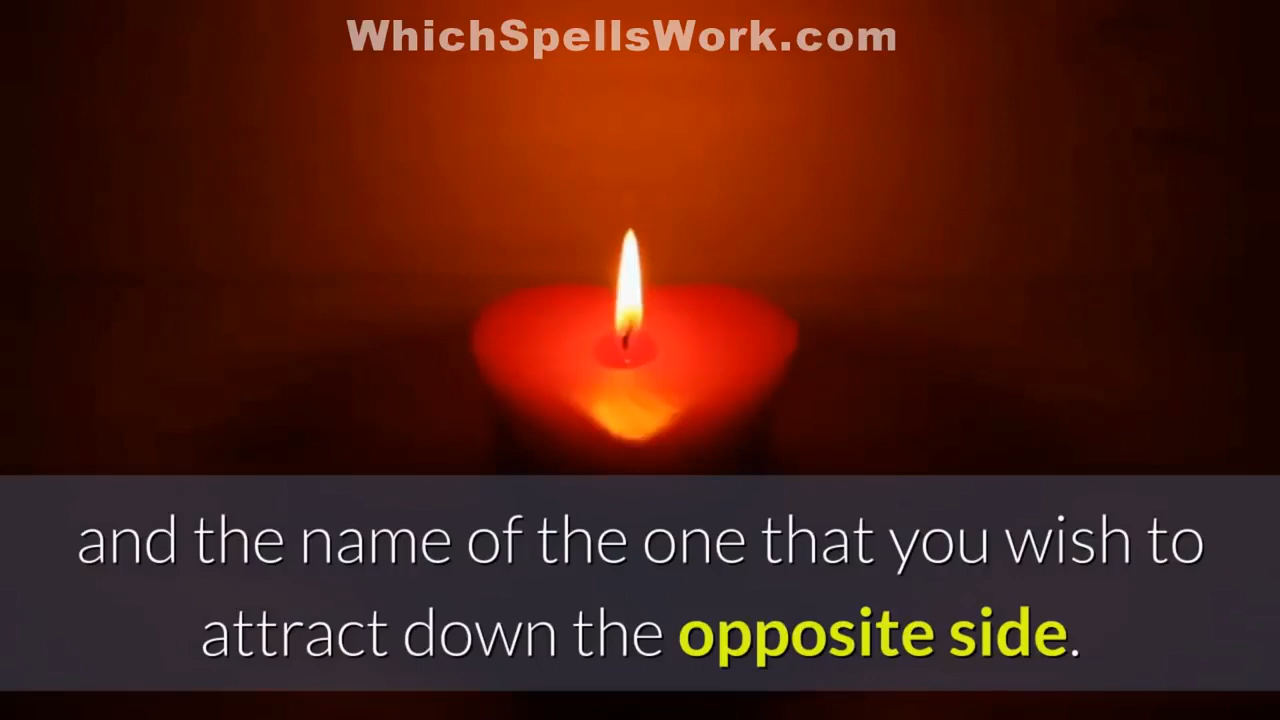 WhichSpellsWork.com
and the name of the one that you wish to
attract down the opposite side.